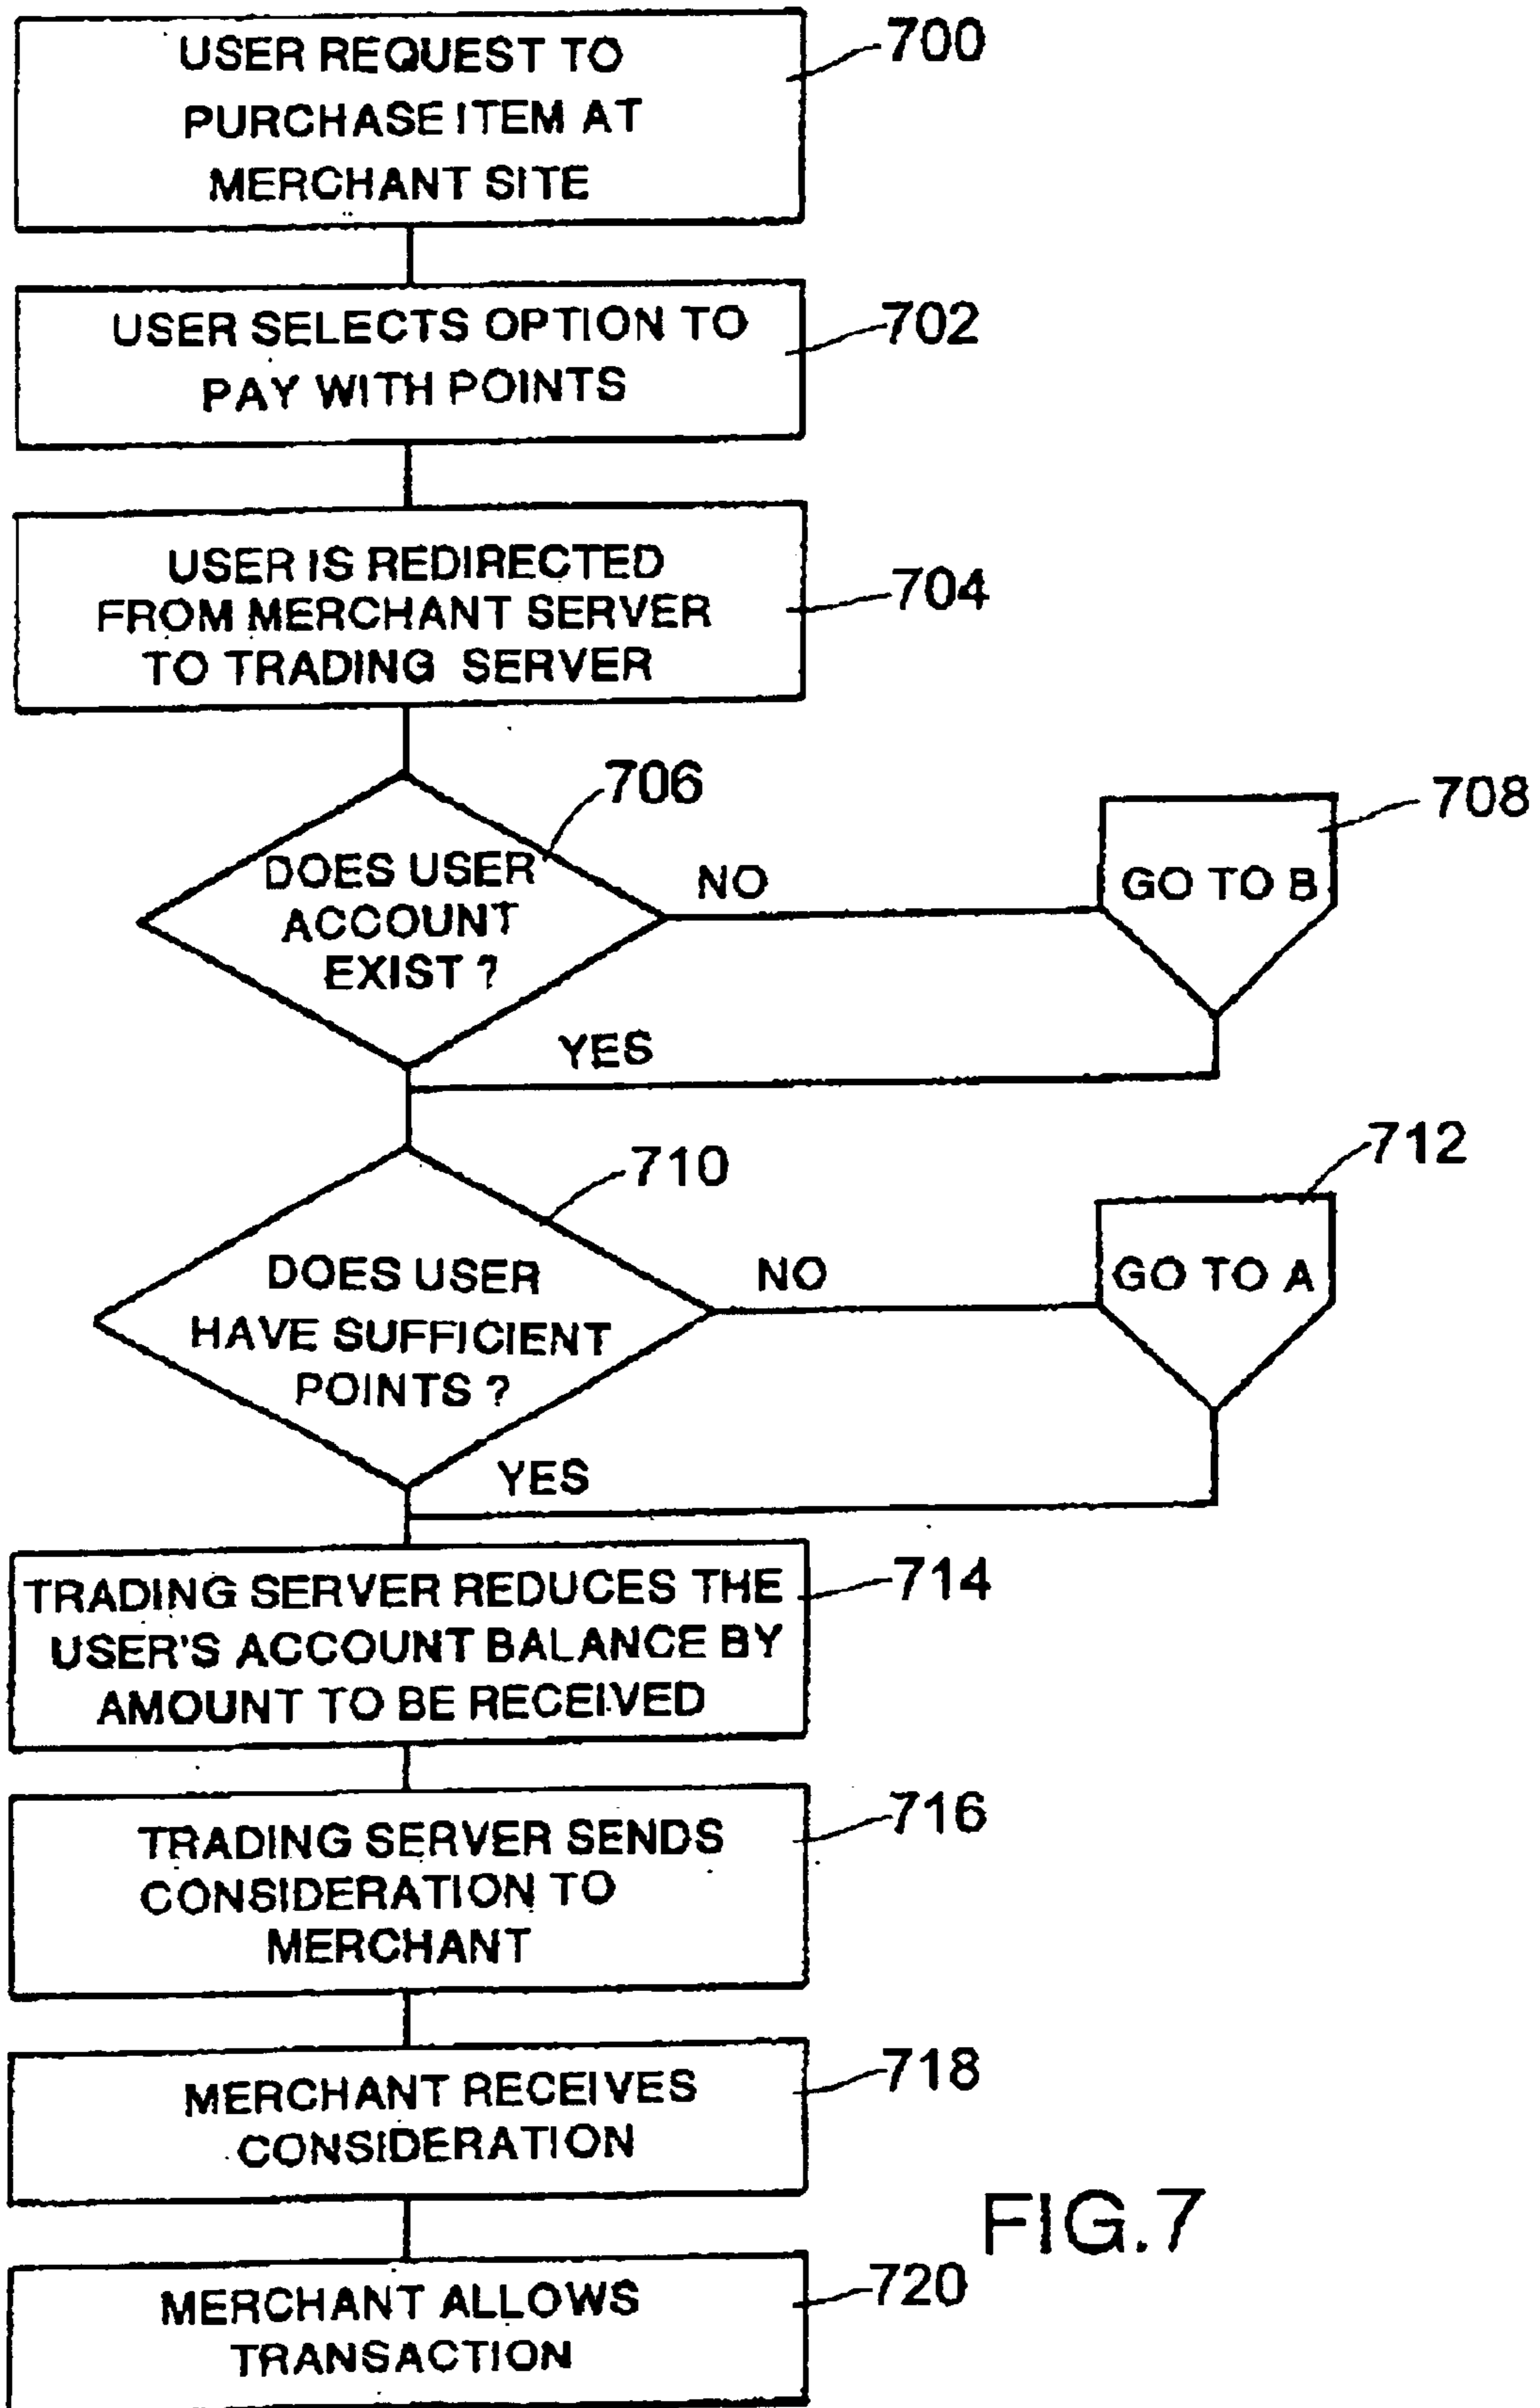 USER REQUEST TO
PURCHASE ITEM AT
MERCHANT SITE
700
USER SELECTS OPTION TO
PAY WITH POINTS
702
USER IS REDIRECTED
FROM MERCHANT SERVER
TO TRADING SERVER
704
DOES USER
ACCOUNT
EXIST ?
706
NO
GO TO B
708
YES
DOES USER
HAVE SUFFICIENT
POINTS ?
710
NO
GO TO A
712
YES
TRADING SERVER REDUCES THE
USER'S ACCOUNT BALANCE BY
AMOUNT TO BE RECEIVED
714
TRADING SERVER SENDS
CONSIDERATION TO
MERCHANT
716
MERCHANT RECEIVES
CONSIDERATION
718
MERCHANT ALLOWS
TRANSACTION
720
FIG.7